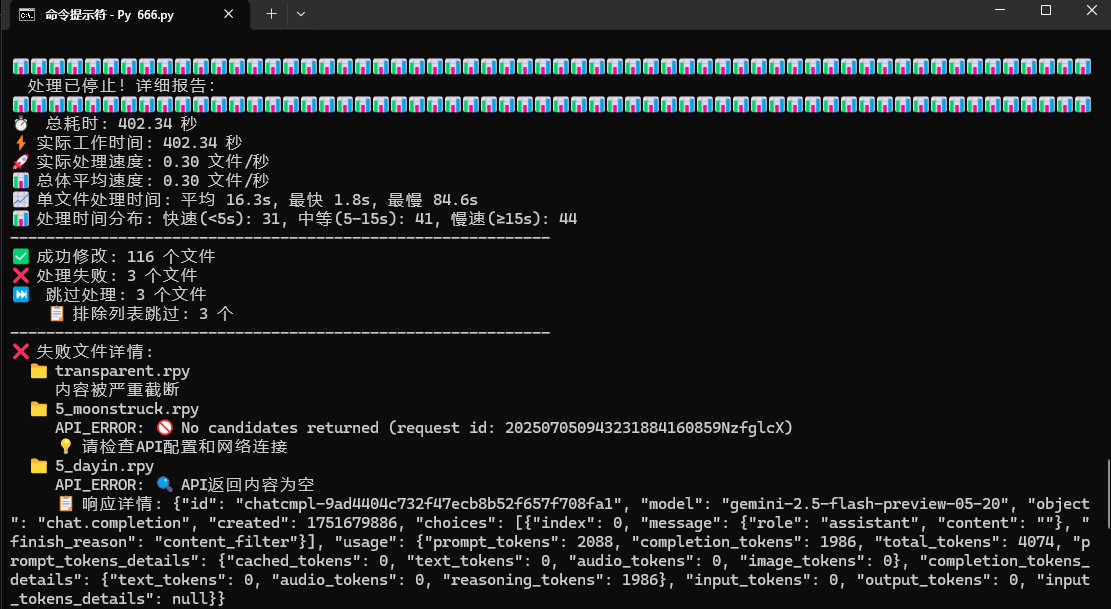 命令提示符 - Py 666.py
处理已停止！详细报告：
⏱ 总耗时: 402.34 秒
⚡ 实际工作时间: 402.34 秒
🚀 实际处理速度: 0.30 文件/秒
📊 总体平均速度: 0.30 文件/秒
📈 单文件处理时间: 平均 16.3s, 最快 1.8s, 最慢 84.6s
📊 处理时间分布: 快速(<5s): 31, 中等(5-15s): 41, 慢速(≥15s): 44
------------------------------------------------------------
✅ 成功修改: 116 个文件
❌ 处理失败: 3 个文件
⏭ 跳过处理: 3 个文件
📋 排除列表跳过: 3 个
------------------------------------------------------------
❌ 失败文件详情:
📁 transparent.rpy
内容被严重截断
📁 5_moonstruck.rpy
API_ERROR: 🚫 No candidates returned (request id: 20250705094323188416085​9NzfglcX)
💡 请检查API配置和网络连接
📁 5_dayin.rpy
API_ERROR: 🔍 API返回内容为空
📋 响应详情: {"id": "chatcmpl-9ad4404c732f47ecb8b52f657f708fa1", "model": "gemini-2.5-flash-preview-05-20", "object
": "chat.completion", "created": 1751679886, "choices": [{"index": 0, "message": {"role": "assistant", "content": ""}, "
finish_reason": "content_filter"}], "usage": {"prompt_tokens": 2088, "completion_tokens": 1986, "total_tokens": 4074, "p
rompt_tokens_details": {"cached_tokens": 0, "text_tokens": 0, "audio_tokens": 0, "image_tokens": 0}, "completion_tokens_
details": {"text_tokens": 0, "audio_tokens": 0, "reasoning_tokens": 1986}, "input_tokens": 0, "output_tokens": 0, "input
_tokens_details": null}}